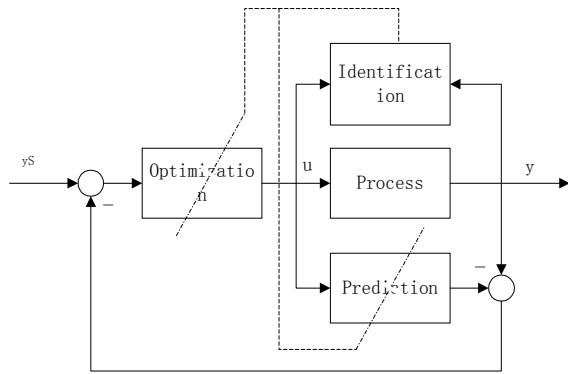 Identificat
ion
yS
Optimizatio
n
u
Process
y
Prediction
−
−